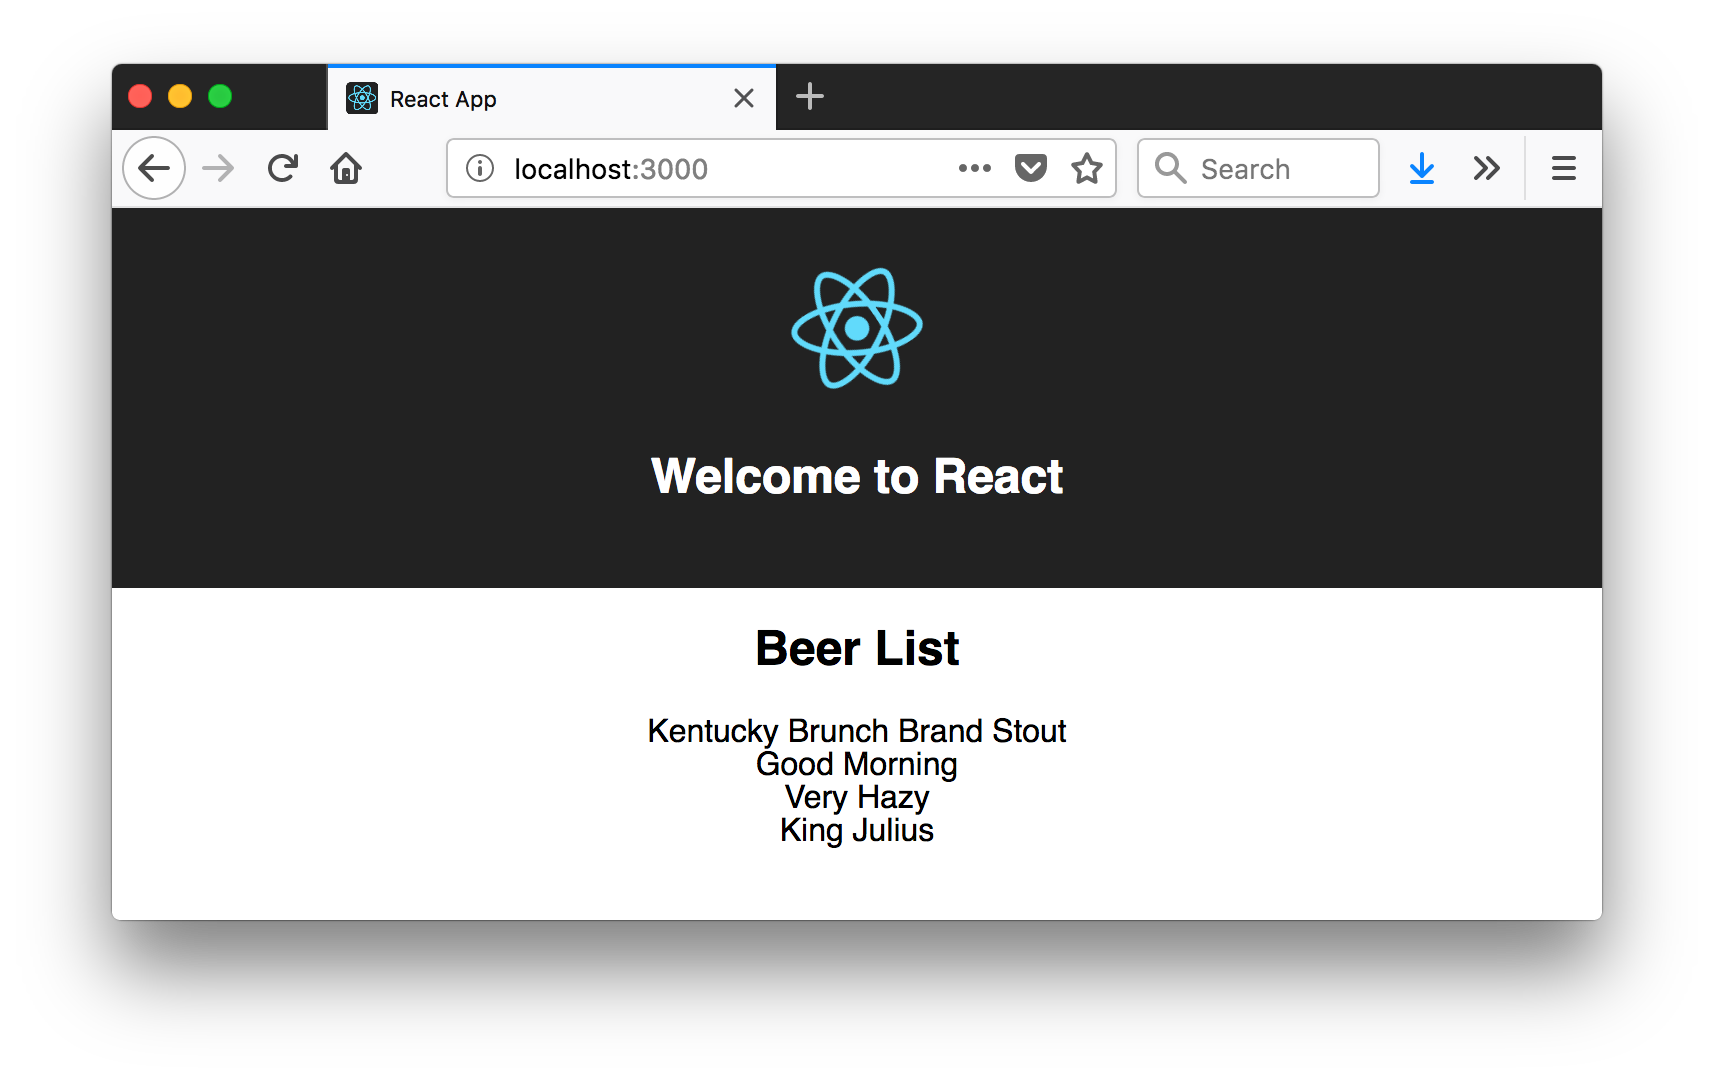 React App
localhost:3000
Search
Welcome to React
Beer List
Kentucky Brunch Brand Stout
Good Morning
Very Hazy
King Julius